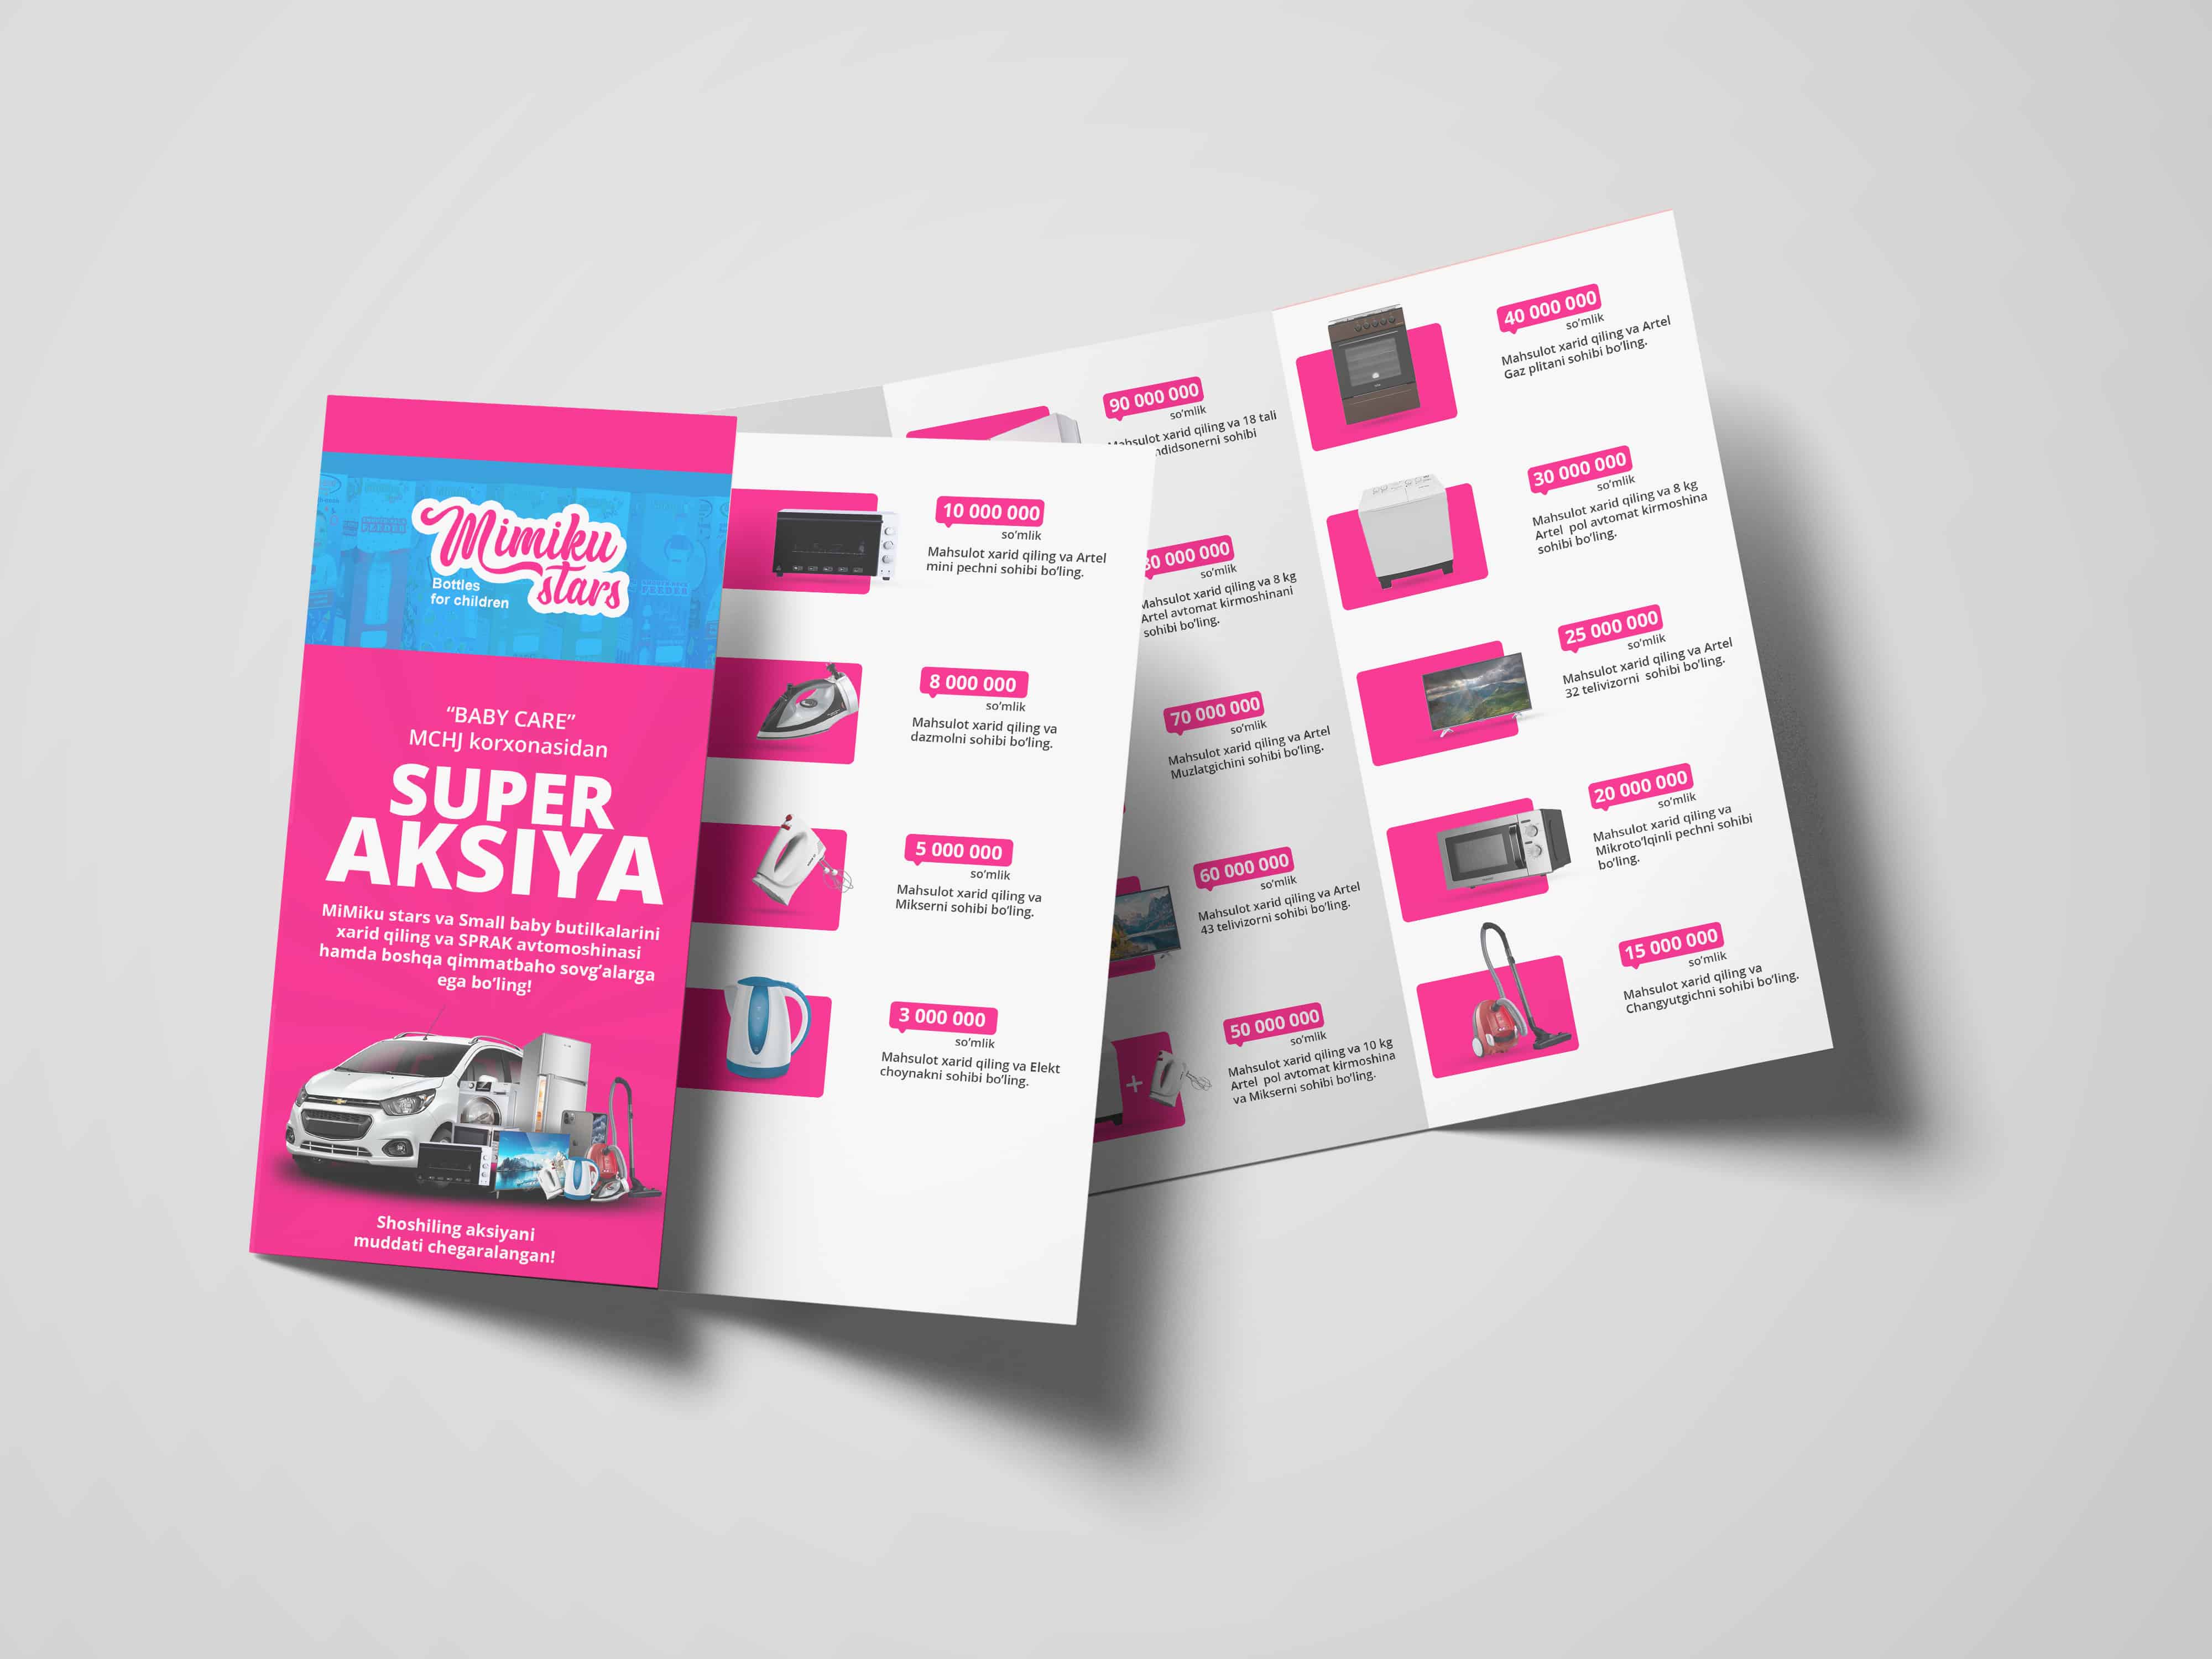 Mimiku
stars
Bottles
for children
“BABY CARE”
MCHJ korxonasidan
SUPER
AKSIYA
MiMiku stars va Small baby butilkalarini
xarid qiling va SPRAK avtomoshinasi
hamda boshqa qimmatbaho sovg‘alarga
ega bo‘ling!
Shoshiling aksiyani
muddati chegaralangan!
10 000 000
so‘mlik
Mahsulot xarid qiling va Artel
mini pechni sohibi bo‘ling.
8 000 000
so‘mlik
Mahsulot xarid qiling va
dazmolni sohibi bo‘ling.
5 000 000
so‘mlik
Mahsulot xarid qiling va
Mikserni sohibi bo‘ling.
3 000 000
so‘mlik
Mahsulot xarid qiling va Elekt
choynakni sohibi bo‘ling.
90 000 000
so‘mlik
xarid qiling va 18 tali
sohibi
so‘mlik
Mahsulot xarid qiling va 8 kg
Artel avtomat kirmoshinani
sohibi bo‘ling.
70 000 000
so‘mlik
Mahsulot xarid qiling va Artel
Muzlatgichini sohibi bo‘ling.
60 000 000
so‘mlik
Mahsulot xarid qiling va Artel
43 telivizorni sohibi bo‘ling.
+
50 000 000
so‘mlik
Mahsulot xarid qiling va 10 kg
Artel pol avtomat kirmoshina
va Mikserni sohibi bo‘ling.
40 000 000
so‘mlik
Mahsulot xarid qiling va Artel
Gaz plitani sohibi bo‘ling.
30 000 000
so‘mlik
Mahsulot xarid qiling va 8 kg
Artel pol avtomat kirmoshina
sohibi bo‘ling.
25 000 000
so‘mlik
Mahsulot xarid qiling va Artel
32 telivizorni sohibi bo‘ling.
20 000 000
so‘mlik
Mahsulot xarid qiling va
Mikroto‘lqinli pechni sohibi
bo‘ling.
15 000 000
so‘mlik
Mahsulot xarid qiling va
Changyutgichni sohibi bo‘ling.